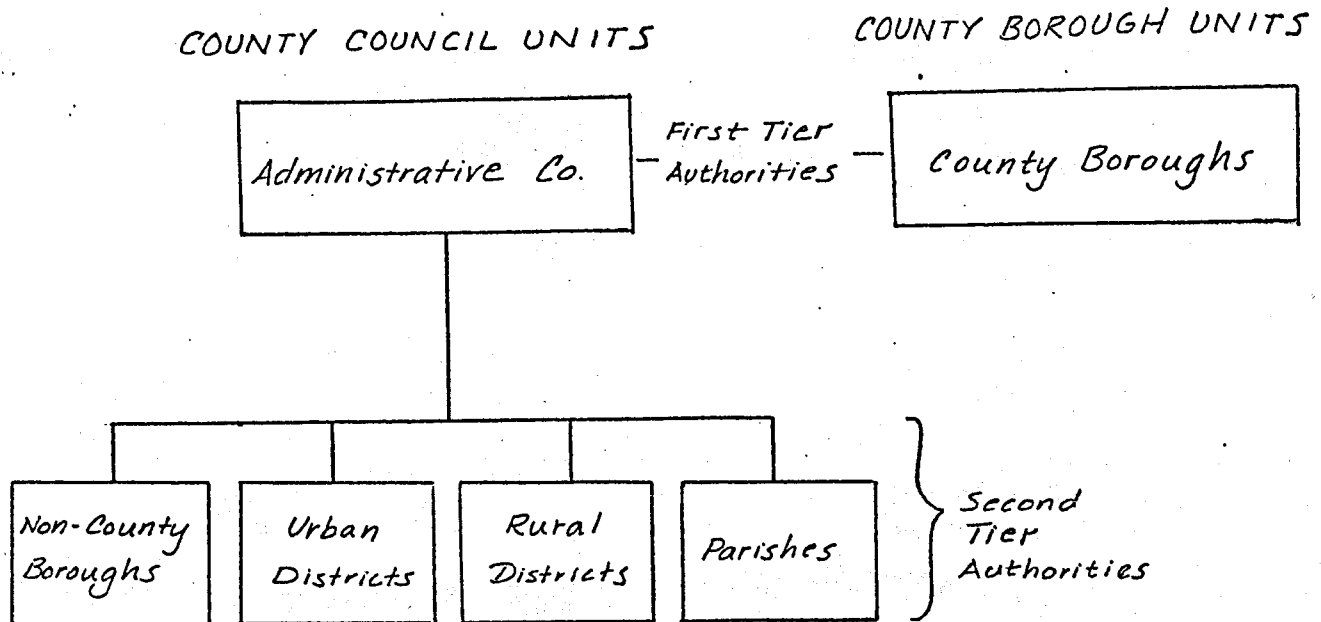 COUNTY COUNCIL UNITS
COUNTY BOROUGH UNITS
Administrative Co.
First Tier
Authorities
County Boroughs
Non-County
Boroughs
Urban
Districts
Rural
Districts
Parishes
Second
Tier
Authorities